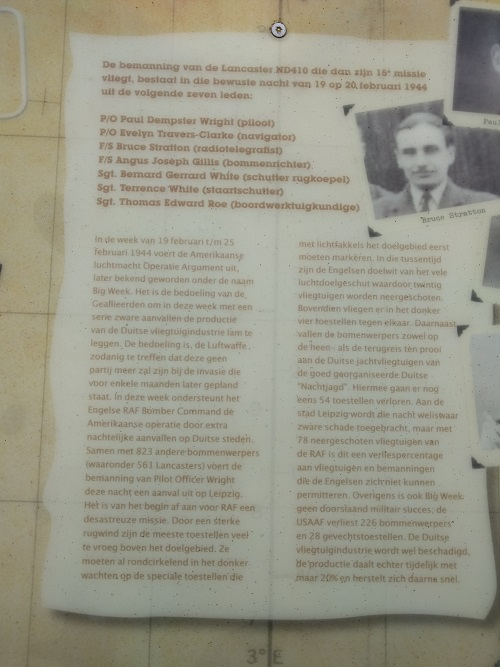 De bemanning van de Lancaster ND410 die dan zijn 16e missie
vliegt, bestaat in die bewuste nacht van 19 op 20 februari 1944
uit de volgende zeven leden:
P/O Paul Dempster Wright (piloot)
P/O Evelyn Travers-Clarke (navigator)
F/S Bruce Stratton (radiotelegrafist)
F/S Angus Joseph Gillis (bommenrichter)
Sgt. Bernard Gerrard White (schutter rugkoepel)
Sgt. Terrence White (staartschutter)
Sgt. Thomas Edward Roe (boordwerktuigkundige)
Bruce Stratton
In de week van 19 februari t/m 25
februari 1944 voert de Amerikaanse
luchtmacht Operatie Argument uit,
later bekend geworden onder de naam
Big Week. Het is de bedoeling van de
Geallieerden om in deze week met een
serie zware aanvallen de productie
van de Duitse vliegtuigindustrie lam te
leggen. De bedoeling is, de Luftwaffe
zodanig te treffen dat deze geen
partij meer zal zijn bij de invasie die
voor enkele maanden later gepland
staat. In deze week ondersteunt het
Engelse RAF Bomber Command de
Amerikaanse operatie door extra
nachtelijke aanvallen op Duitse steden.
Samen met 823 andere bommenwerpers
(waaronder 561 Lancasters) voert de
bemanning van Pilot Officer Wright
deze nacht een aanval uit op Leipzig.
Het is van het begin af aan voor RAF een
desastreuze missie. Door een sterke
rugwind zijn de meeste toestellen veel
te vroeg boven het doelgebied. Ze
moeten al rondcirkelend in het donker
wachten op de speciale toestellen die
met lichtfakkels het doelgebied eerst
moeten markeren. In die tussentijd
zijn de Engelsen doelwit van het vele
luchtdoelgeschut waardoor twintig
vliegtuigen worden neergeschoten.
Bovendien vliegen er in het donker
vier toestellen tegen elkaar. Daarnaast
vallen de bommenwerpers zowel op
de heen- als de terugreis ten prooi
aan de Duitse jachtvliegtuigen van
de goed georganiseerde Duitse
"Nachtjagd". Hiermee gaan er nog
eens 54 toestellen verloren. Aan de
stad Leipzig wordt die nacht weliswaar
zware schade toegebracht, maar met
78 neergeschoten vliegtuigen van
de RAF is dit een verliespercentage
aan vliegtuigen en bemanningen
die de Engelsen zich niet kunnen
permitteren. Overigens is ook Big Week
geen doorslaand militair succes: de
USAAF verliest 226 bommenwerpers
en 28 gevechtstoestellen. De Duitse
vliegtuigindustrie wordt wel beschadigd,
de productie daalt echter tijdelijk met
maar 20% en herstelt zich daarna snel.
3° E